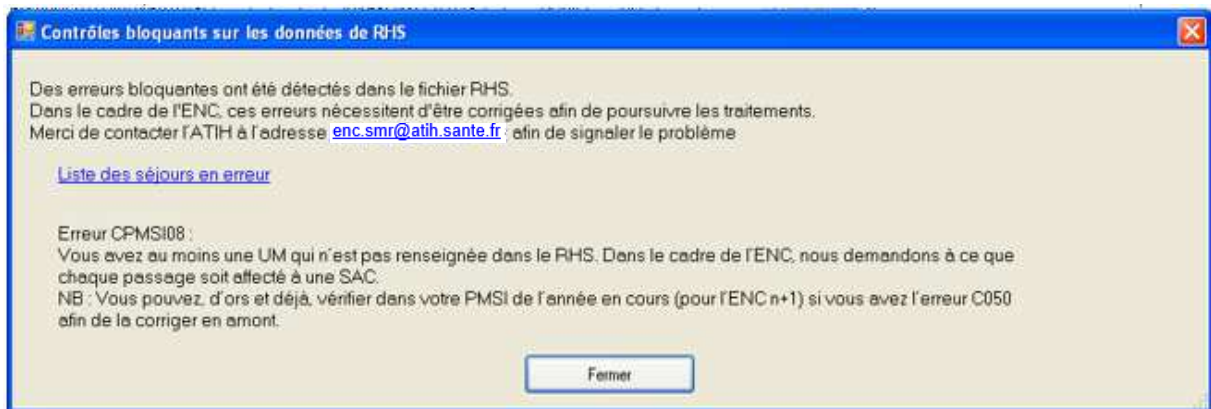 Contrôles bloquants sur les données de RHS
Des erreurs bloquantes ont été détectés dans le fichier RHS.
Dans le cadre de l'ENC, ces erreurs nécessitent d'être corrigées afin de poursuivre les traitements.
Merci de contacter l'ATIH à l'adresse enc.smr@atih.sante.fr afin de signaler le problème
Liste des séjours en erreur
Erreur CPMSI08 :
Vous avez au moins une UM qui n'est pas renseignée dans le RHS. Dans le cadre de l'ENC, nous demandons à ce que
chaque passage soit affecté à une SAC.
NB : Vous pouvez, d'ors et déjà, vérifier dans votre PMSI de l'année en cours (pour l'ENC n+1) si vous avez l'erreur C050
afin de la corriger en amont.
Fermer